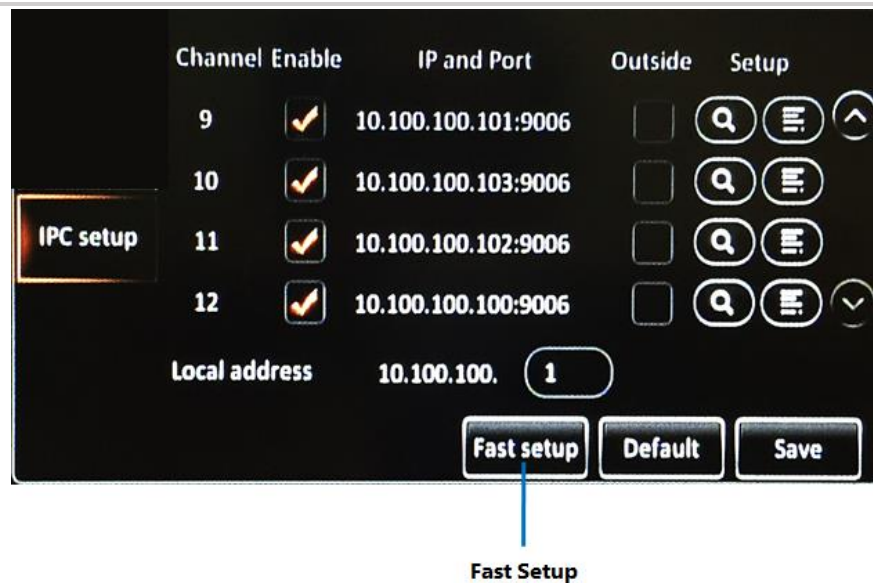 Channel Enable IP and Port Outside Setup
9 10.100.100.101:9006
10 10.100.100.103:9006
IPC setup 11 10.100.100.102:9006
12 10.100.100.100:9006
Local address 10.100.100. 1
Fast setup Default Save
Fast Setup